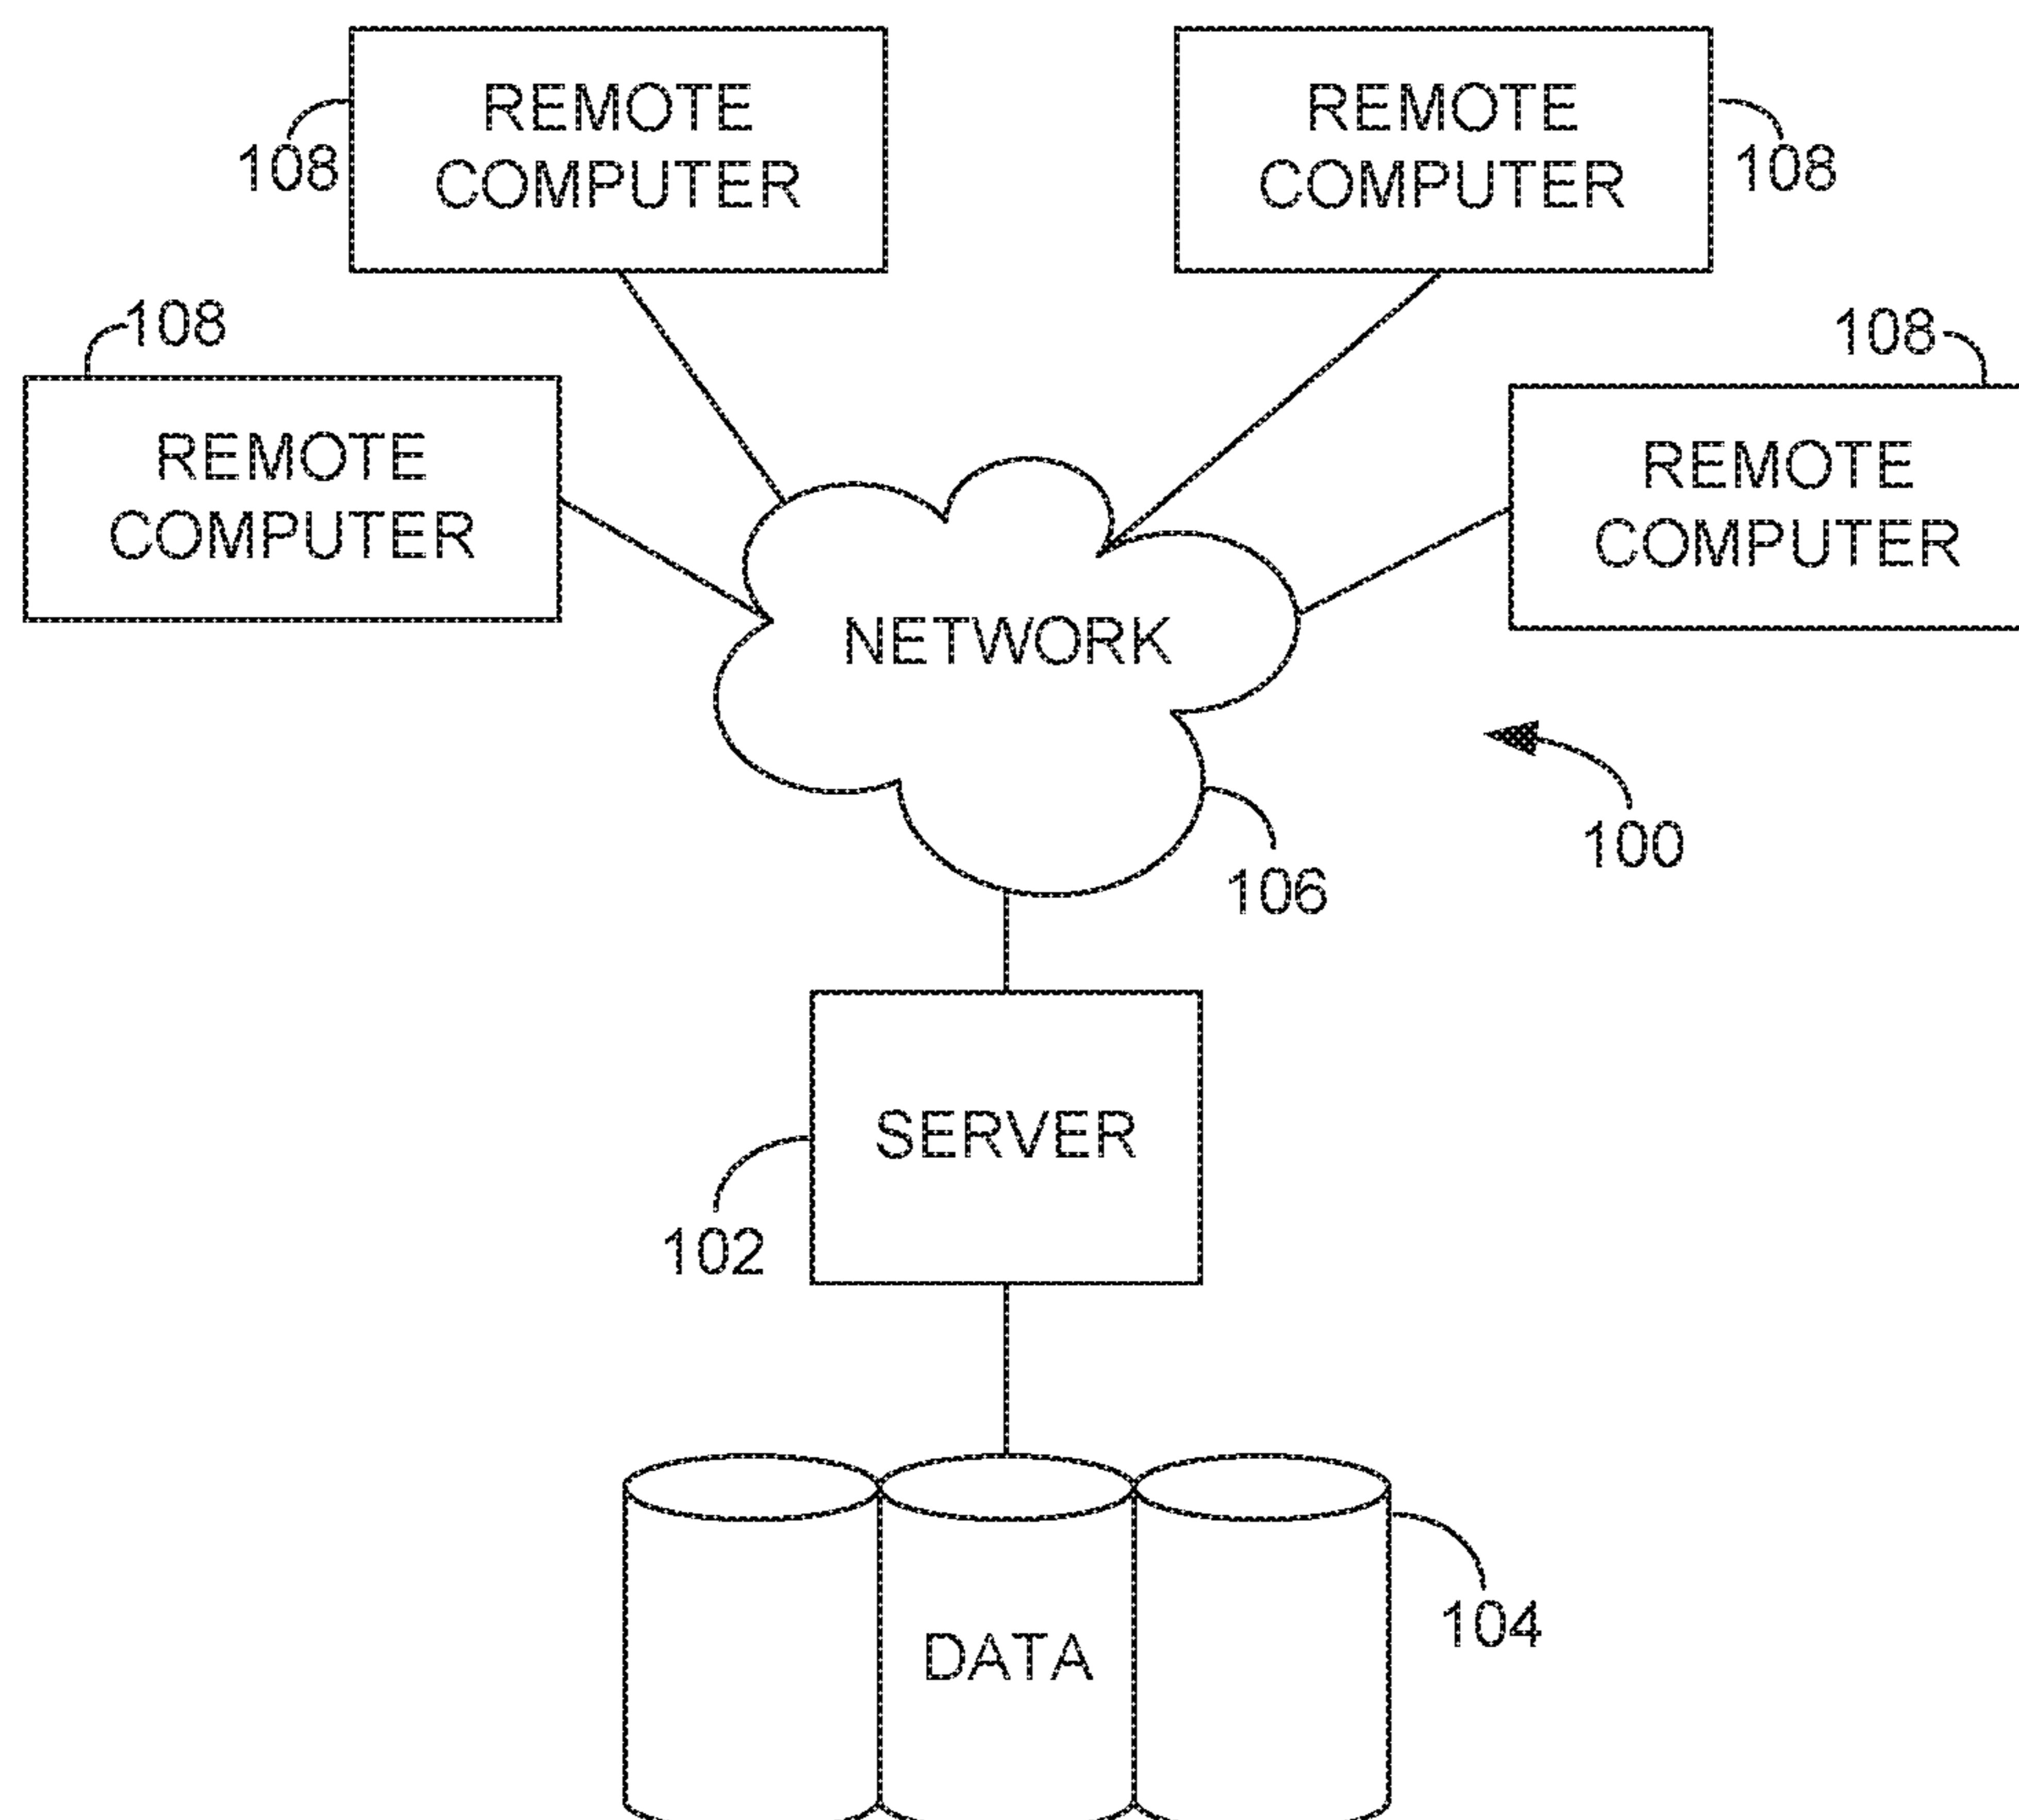 REMOTE
COMPUTER
108
REMOTE
COMPUTER
108
108
REMOTE
COMPUTER
108
REMOTE
COMPUTER
NETWORK
100
106
SERVER
102
104
DATA